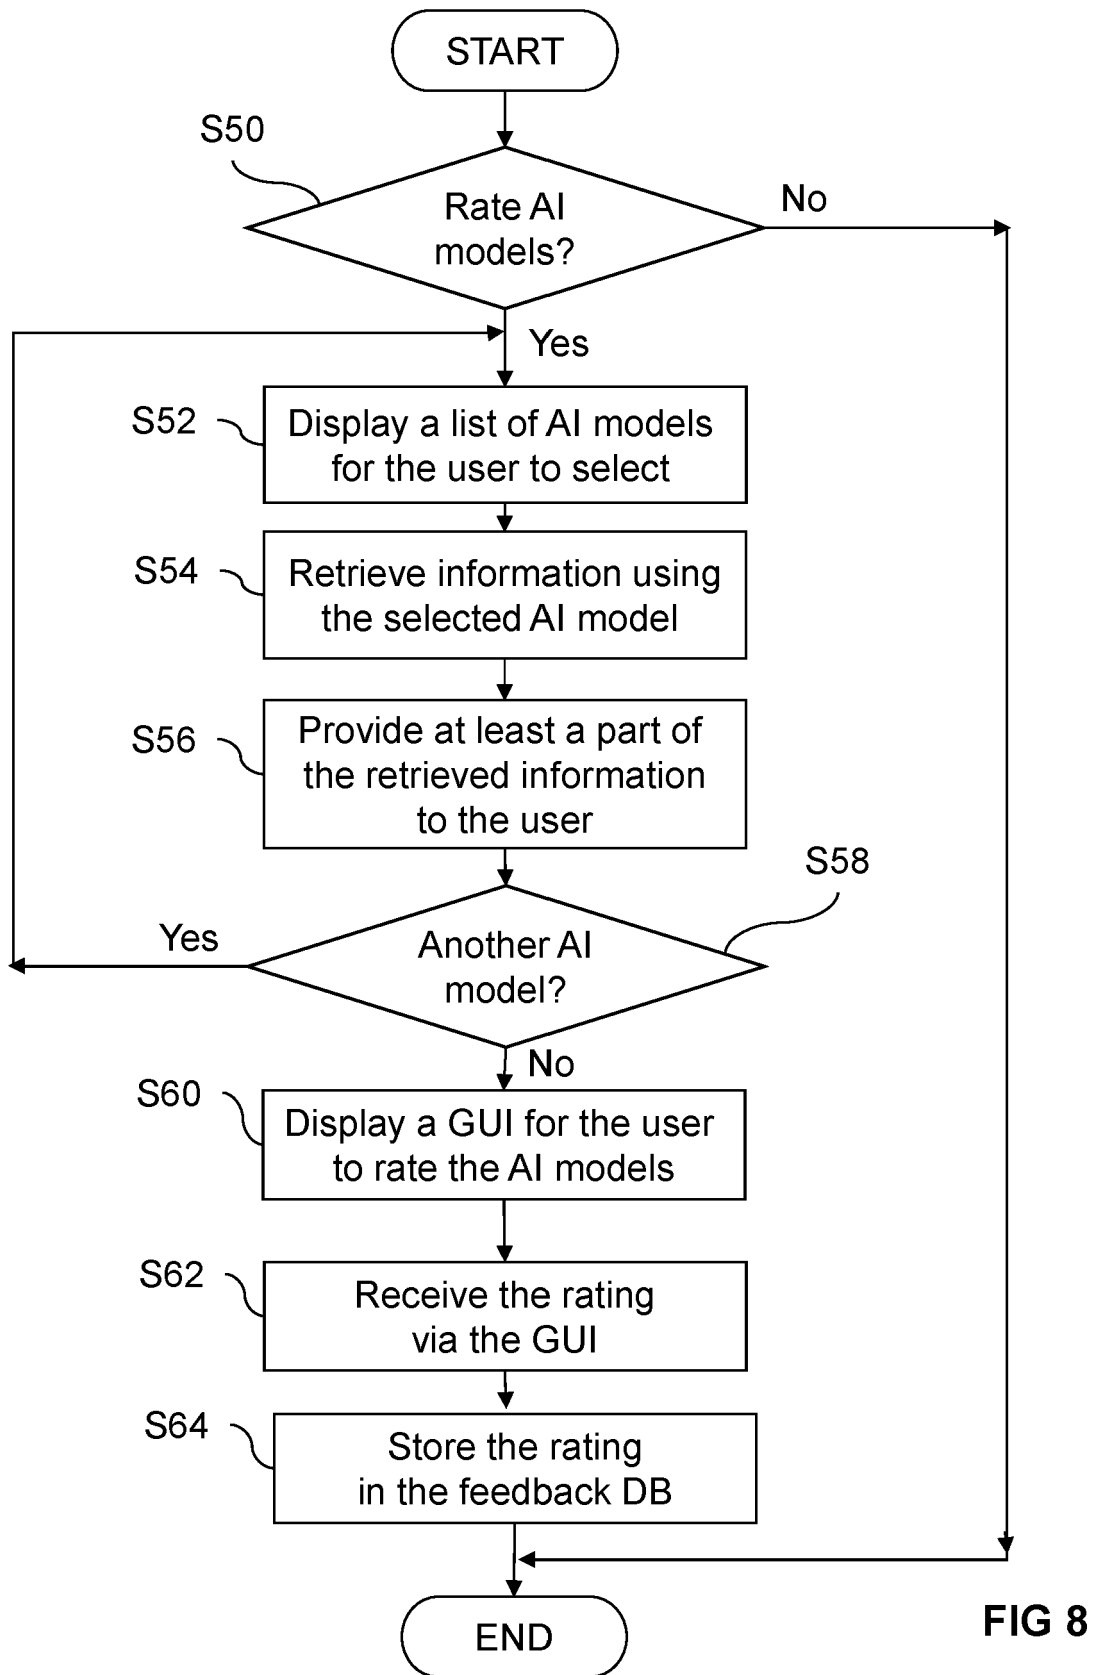 START
S50
Rate AI
models?
No
Yes
S52
Display a list of AI models
for the user to select
S54
Retrieve information using
the selected AI model
S56
Provide at least a part of
the retrieved information
to the user
S58
Another AI
model?
Yes
No
S60
Display a GUI for the user
to rate the AI models
S62
Receive the rating
via the GUI
S64
Store the rating
in the feedback DB
END
FIG 8